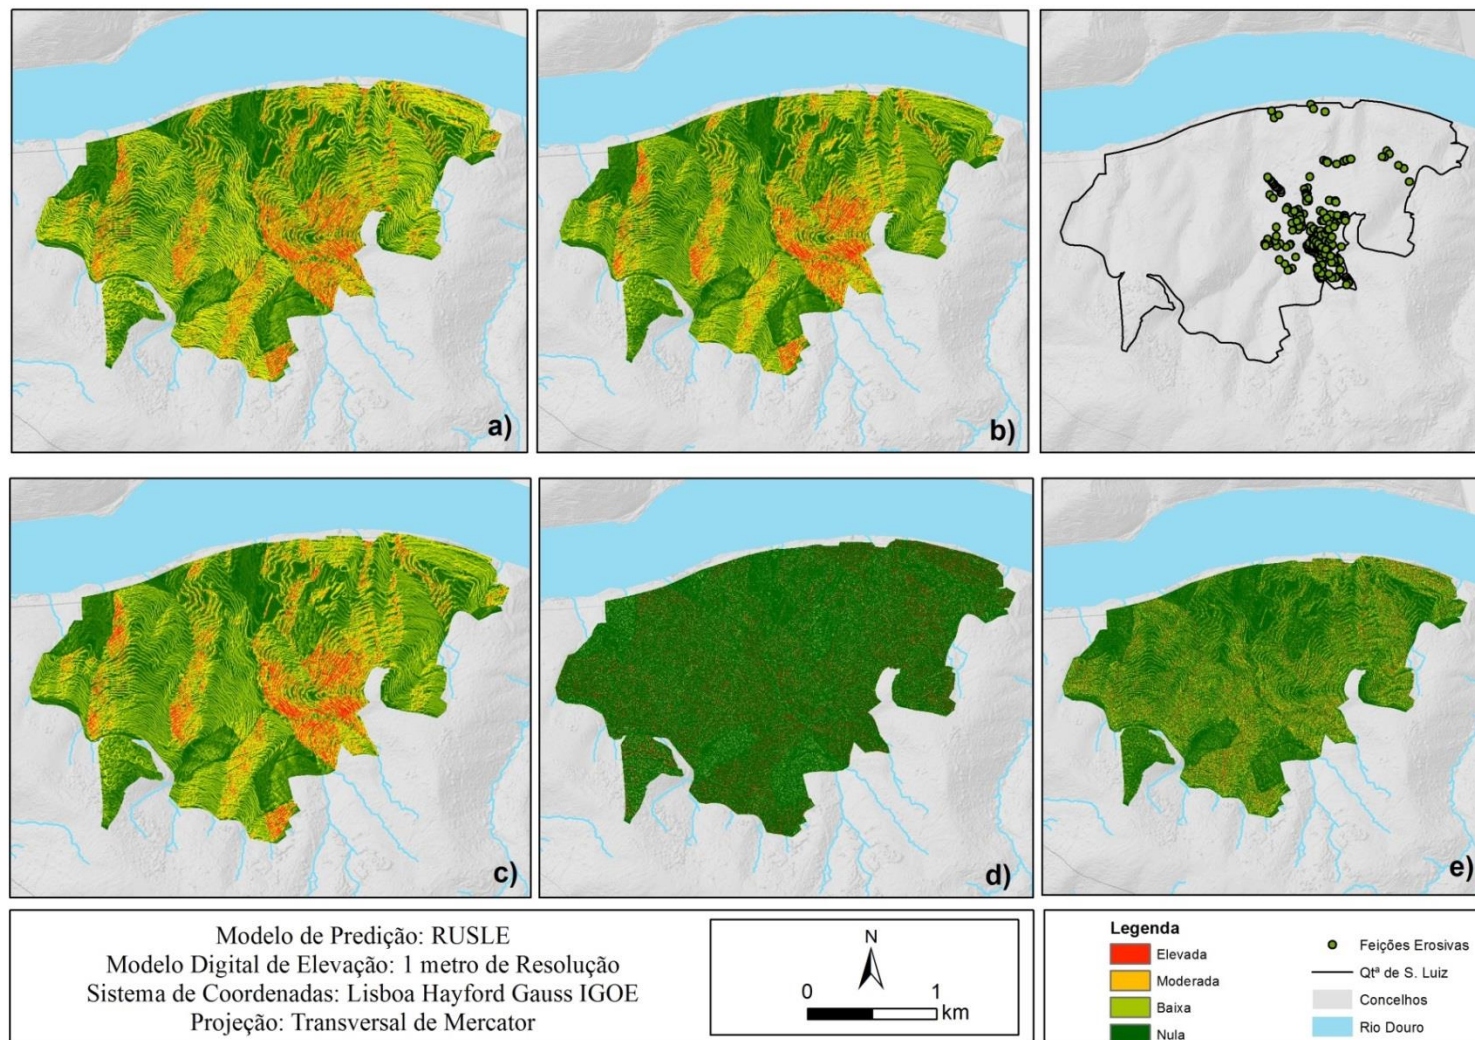 a)
b)
c)
d)
e)
Modelo de Predição: RUSLE
Modelo Digital de Elevação: 1 metro de Resolução
Sistema de Coordenadas: Lisboa Hayford Gauss IGOE
Projeção: Transversal de Mercator
N
0 1
km
Legenda
Elevada
Moderada
Baixa
Nula
Feições Erosivas
Qtª de S. Luiz
Concelhos
Rio Douro